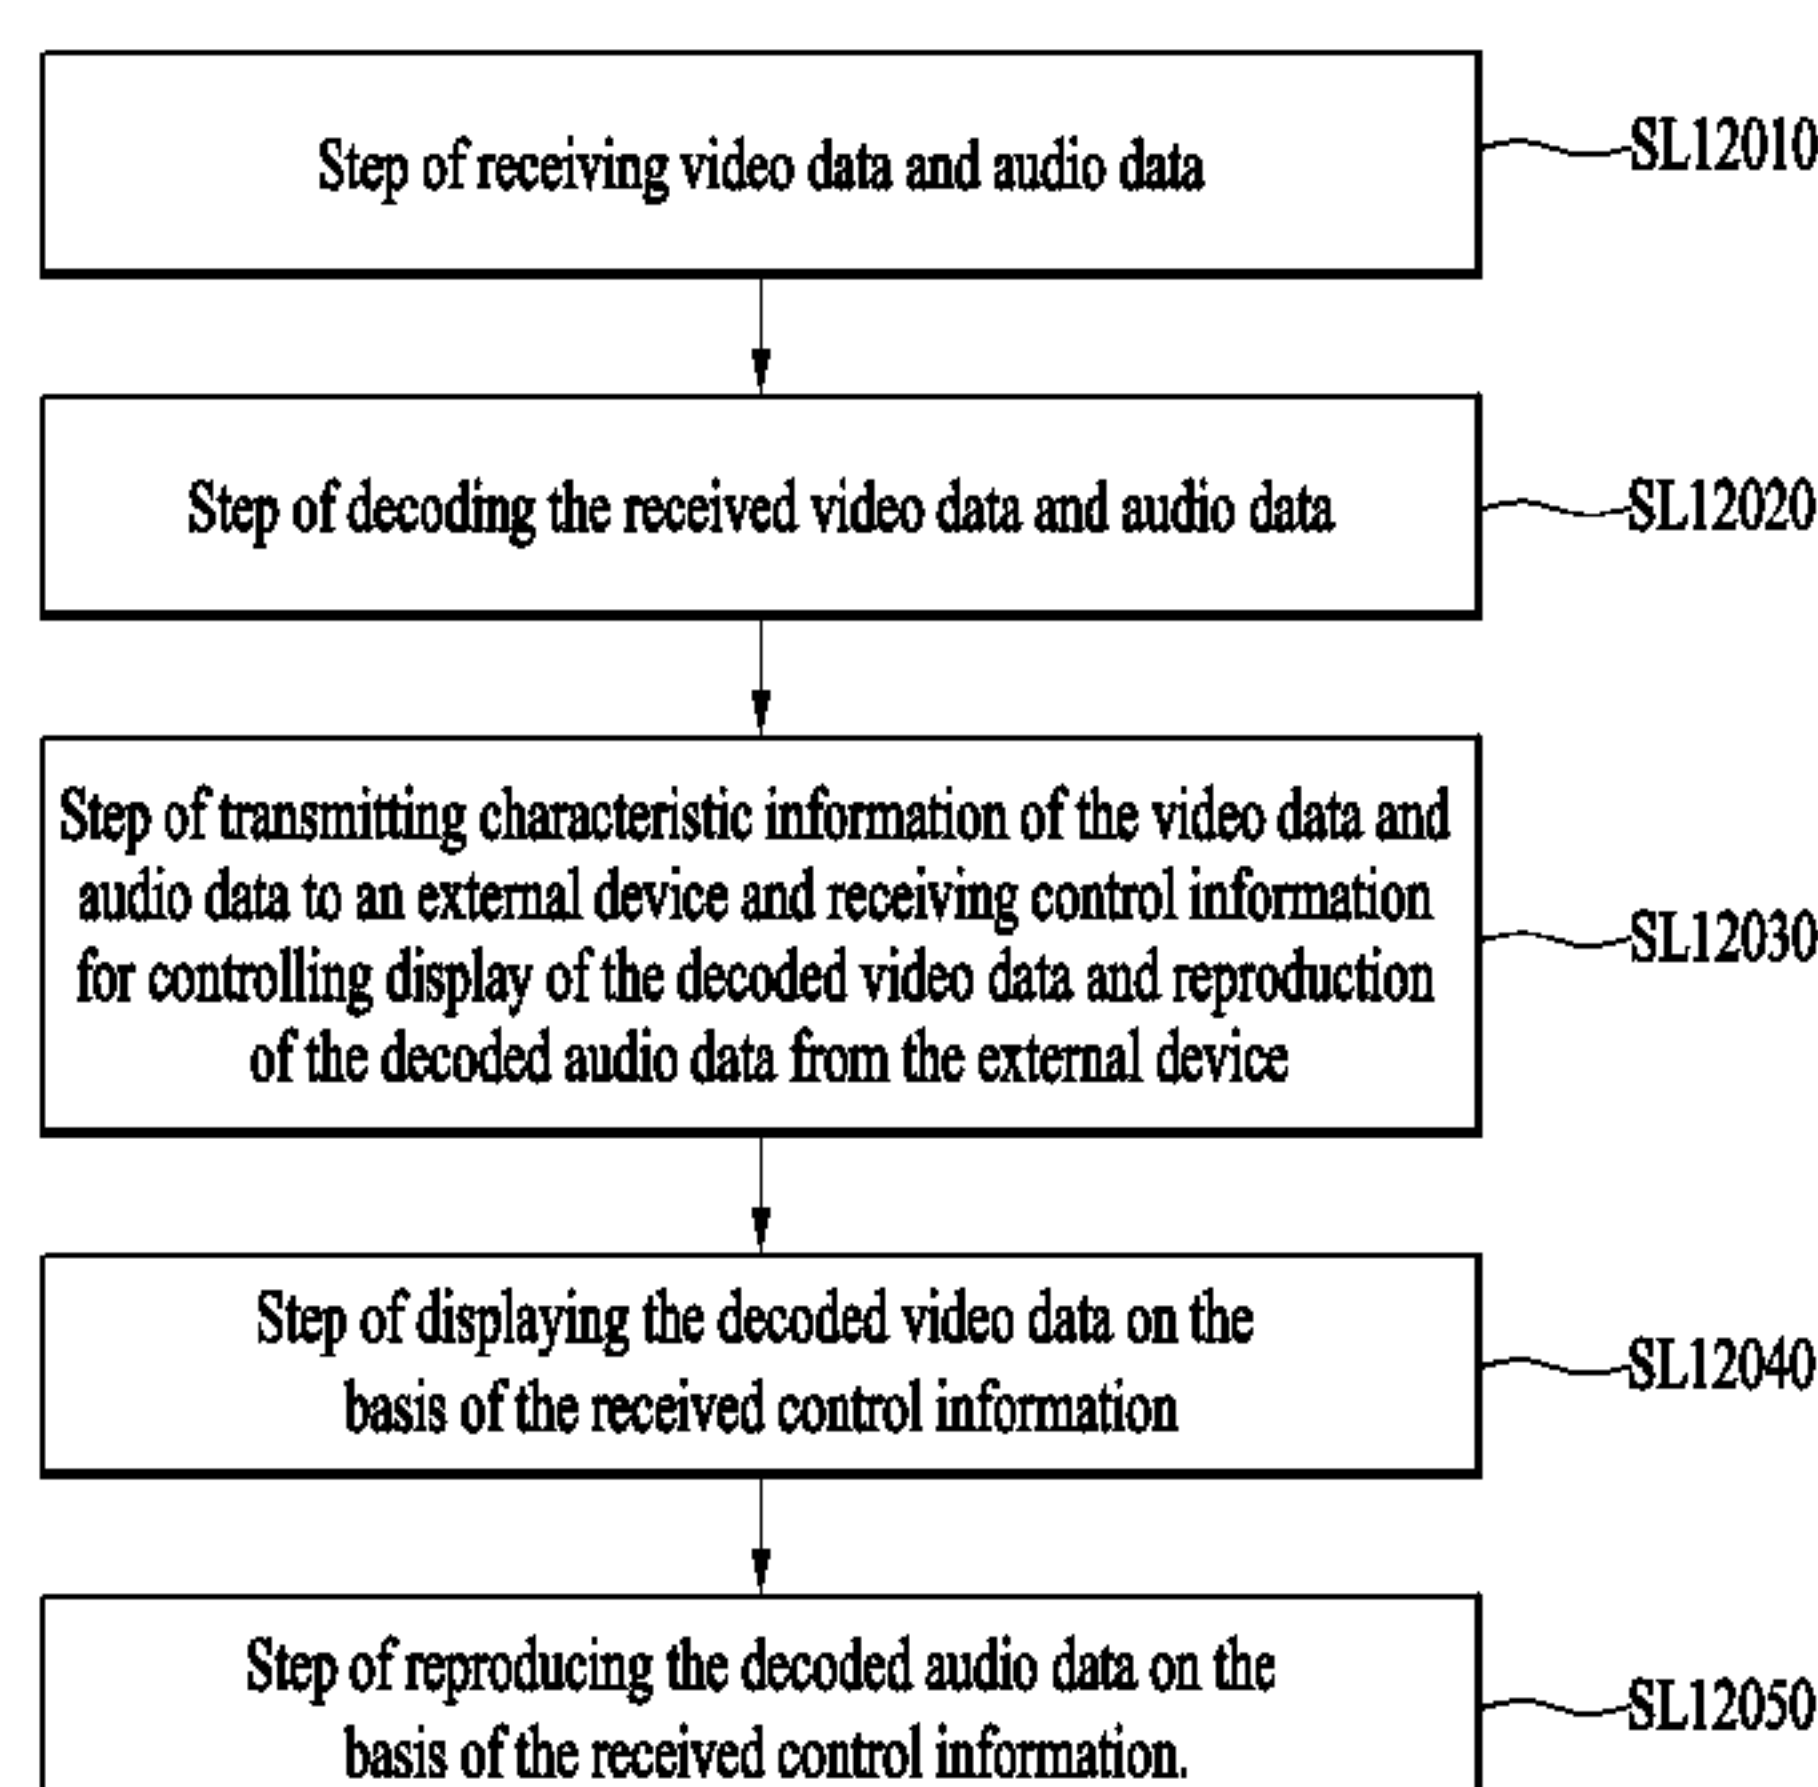 Step of receiving video data and audio data
SL12010
Step of decoding the received video data and audio data
SL12020
Step of transmitting characteristic information of the video data and
audio data to an external device and receiving control information
for controlling display of the decoded video data and reproduction
of the decoded audio data from the external device
SL12030
Step of displaying the decoded video data on the
basis of the received control information
SL12040
Step of reproducing the decoded audio data on the
basis of the received control information.
SL12050